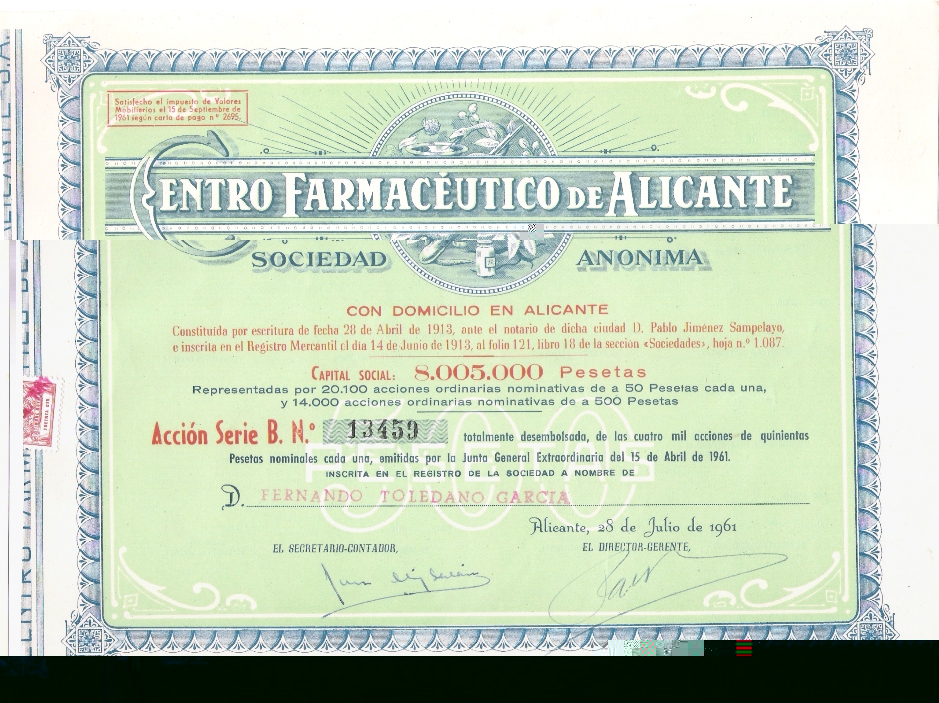 Satisfecho el impuesto de Valores
Mobiliarios el 15 de Septiembre de
1961 según carta de pago nº 2695.
CENTRO FARMACÉUTICO DE ALICANTE
SOCIEDAD ANONIMA
CON DOMICILIO EN ALICANTE
Constituída por escritura de fecha 28 de Abril de 1913, ante el notario de dicha ciudad D. Pablo Jiménez Sampelayo,
e inscrita en el Registro Mercantil el día 14 de Junio de 1913, al folio 121, libro 18 de la sección «Sociedades», hoja n.º 1.087.
CAPITAL SOCIAL: 8.005.000 Pesetas
Representadas por 20.100 acciones ordinarias nominativas de a 50 Pesetas cada una,
y 14.000 acciones ordinarias nominativas de a 500 Pesetas
500
Acción Serie B. N.º 13459 totalmente desembolsada, de las cuatro mil acciones de quinientas
Pesetas nominales cada una, emitidas por la Junta General Extraordinaria del 15 de Abril de 1961.
INSCRITA EN EL REGISTRO DE LA SOCIEDAD A NOMBRE DE
D. FERNANDO TOLEDANO GARCIA
Alicante, 28 de Julio de 1961
EL SECRETARIO-CONTADOR, EL DIRECTOR-GERENTE,